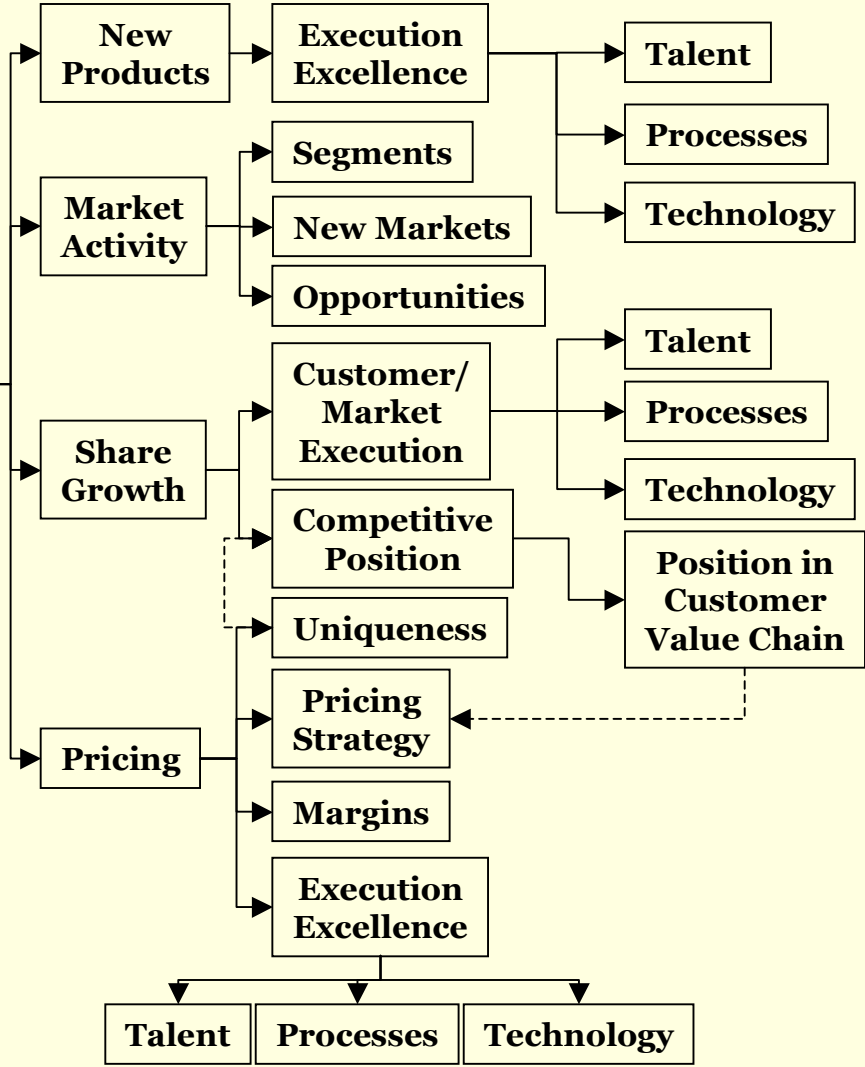 New
Products
Execution
Excellence
Talent
Processes
Technology
Market
Activity
Segments
New Markets
Opportunities
Share
Growth
Customer/
Market
Execution
Talent
Processes
Technology
Competitive
Position
Position in
Customer
Value Chain
Pricing
Uniqueness
Pricing
Strategy
Margins
Execution
Excellence
Talent
Processes
Technology